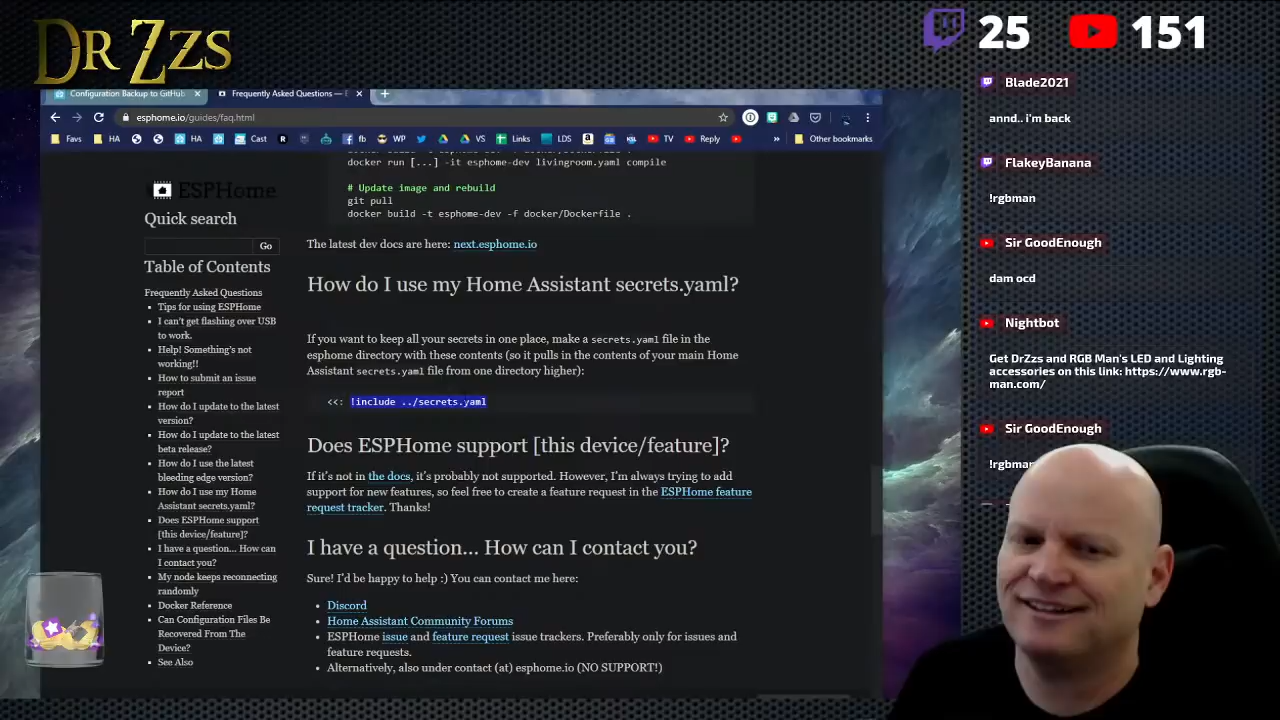 DrZzs
25
151
Configuration Backup to GitHub
Frequently Asked Questions — E
esphome.io/guides/faq.html
Favs
HA
HA
Cast
R
fb
WP
VS
Links
LDS
TV
Reply
»
Other bookmarks
docker run [...] -it esphome-dev livingroom.yaml compile
# Update image and rebuild
git pull
docker build -t esphome-dev -f docker/Dockerfile .
ESPHome
Quick search
Go
Table of Contents
Frequently Asked Questions
• Tips for using ESPHome
• I can't get flashing over USB
to work.
• Help! Something's not
working!!
• How to submit an issue
report
• How do I update to the latest
version?
• How do I update to the latest
beta release?
• How do I use the latest
bleeding edge version?
• How do I use my Home
Assistant secrets.yaml?
• Does ESPHome support
[this device/feature]?
• I have a question... How can
I contact you?
• My node keeps reconnecting
randomly
• Docker Reference
• Can Configuration Files Be
Recovered From The
Device?
• See Also
The latest dev docs are here: next.esphome.io
How do I use my Home Assistant secrets.yaml?
If you want to keep all your secrets in one place, make a secrets.yaml file in the
esphome directory with these contents (so it pulls in the contents of your main Home
Assistant secrets.yaml file from one directory higher):
<<: !include ../secrets.yaml
Does ESPHome support [this device/feature]?
If it's not in the docs, it's probably not supported. However, I'm always trying to add
support for new features, so feel free to create a feature request in the ESPHome feature
request tracker. Thanks!
I have a question... How can I contact you?
Sure! I'd be happy to help :) You can contact me here:
• Discord
• Home Assistant Community Forums
• ESPHome issue and feature request issue trackers. Preferably only for issues and
feature requests.
• Alternatively, also under contact (at) esphome.io (NO SUPPORT!)
Blade2021
annd.. i'm back
FlakeyBanana
!rgbman
Sir GoodEnough
dam ocd
Nightbot
Get DrZzs and RGB Man's LED and Lighting
accessories on this link: https://www.rgb-
man.com/
Sir GoodEnough
!rgbman